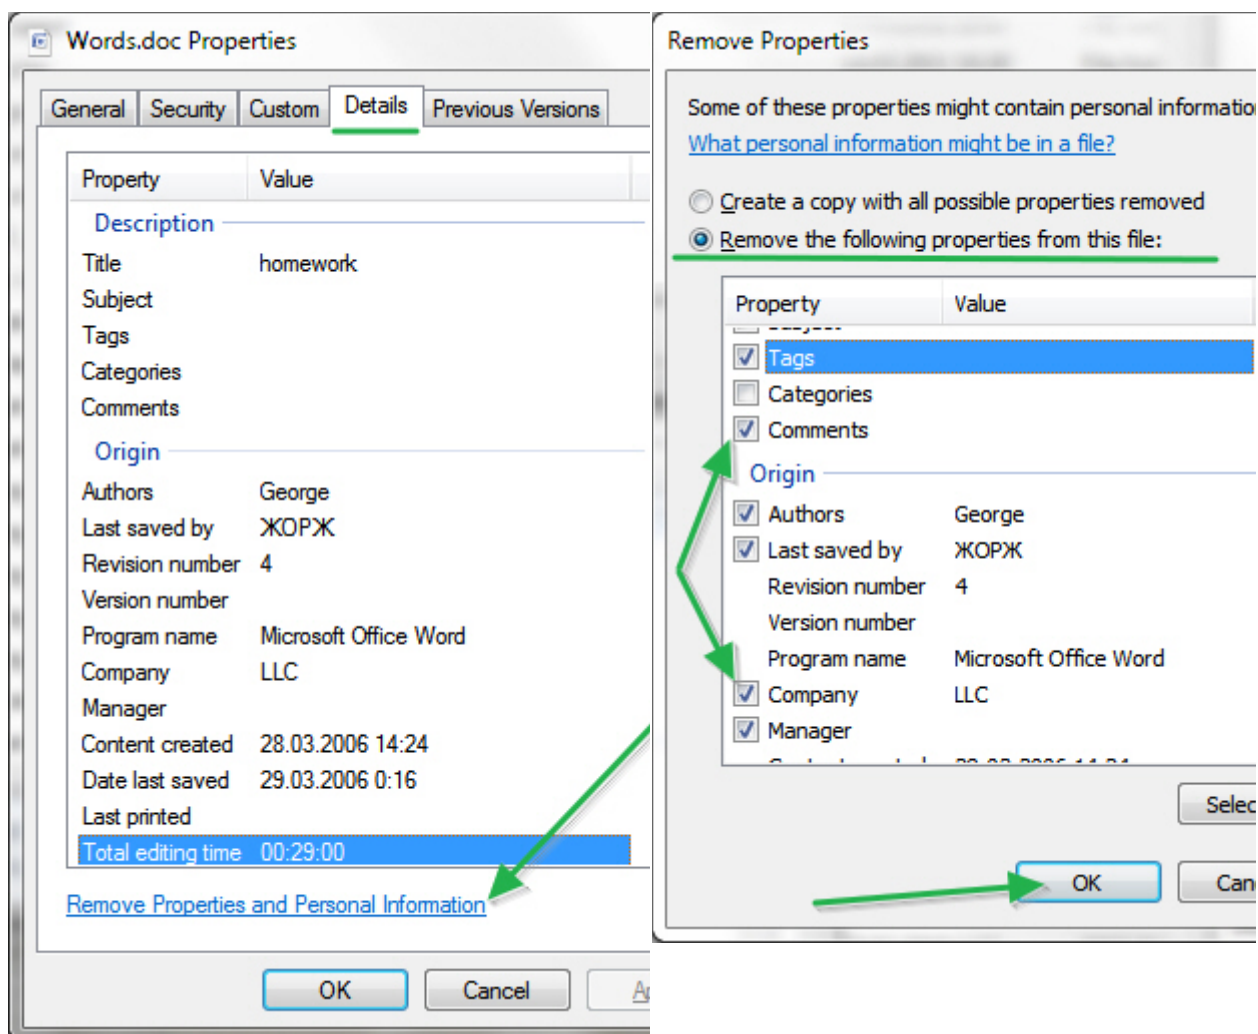 Words.doc Properties
General Security Custom Details Previous Versions
Property Value
Description
Title homework
Subject
Tags
Categories
Comments
Origin
Authors George
Last saved by ЖОРЖ
Revision number 4
Version number
Program name Microsoft Office Word
Company LLC
Manager
Content created 28.03.2006 14:24
Date last saved 29.03.2006 0:16
Last printed
Total editing time 00:29:00
Remove Properties and Personal Information
OK Cancel
Remove Properties
Some of these properties might contain personal
What personal information might be in a file?
Create a copy with all possible properties removed
Remove the following properties from this file:
Property Value
Tags
Categories
Comments
Origin
Authors George
Last saved by ЖОРЖ
Revision number 4
Version number
Program name Microsoft Office Word
Company LLC
Manager
OK